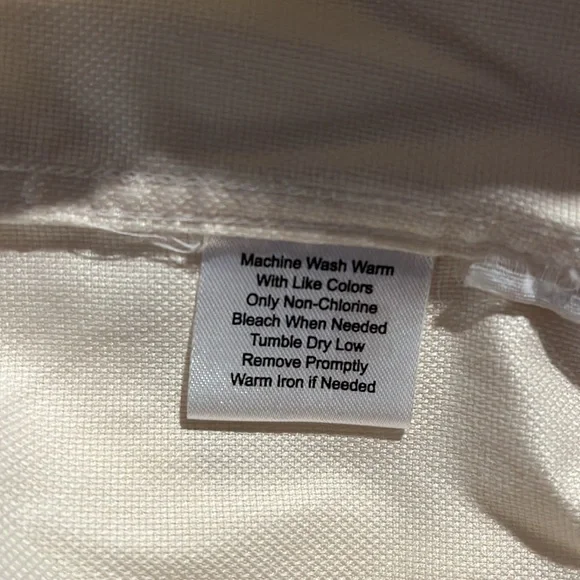 Machine Wash Warm
With Like Colors
Only Non-Chlorine
Bleach When Needed
Tumble Dry Low
Remove Promptly
Warm Iron if Needed